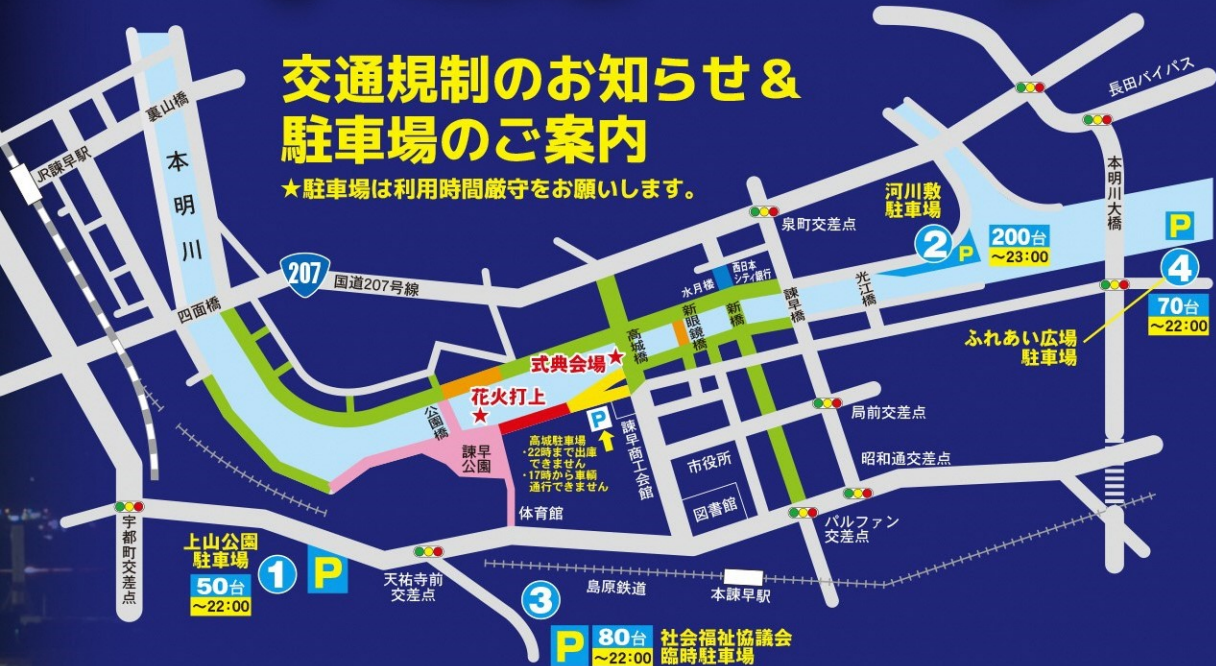 交通規制のお知らせ&
駐車場のご案内
★駐車場は利用時間厳守をお願いします。
裏山橋
JR諫早駅
本明川
四面橋
207
国道207号線
長田バイパス
本明川大橋
泉町交差点
河川敷
駐車場
2
P
200台
~23:00
P
4
70台
~22:00
ふれあい広場
駐車場
西日本
シティ銀行
水月楼
光江橋
諫早橋
新橋
新眼鏡橋
高城橋
式典会場★
花火打上
★
公園橋
諫早
公園
P
高城駐車場
・22時まで出庫
できません
・17時から車輌
通行できません
諫早商工会館
市役所
図書館
局前交差点
昭和通交差点
パルファン
交差点
体育館
宇都町交差点
上山公園
駐車場
50台
~22:00
1
P
天祐寺前
交差点
3
島原鉄道
本諫早駅
P
80台
~22:00
社会福祉協議会
臨時駐車場